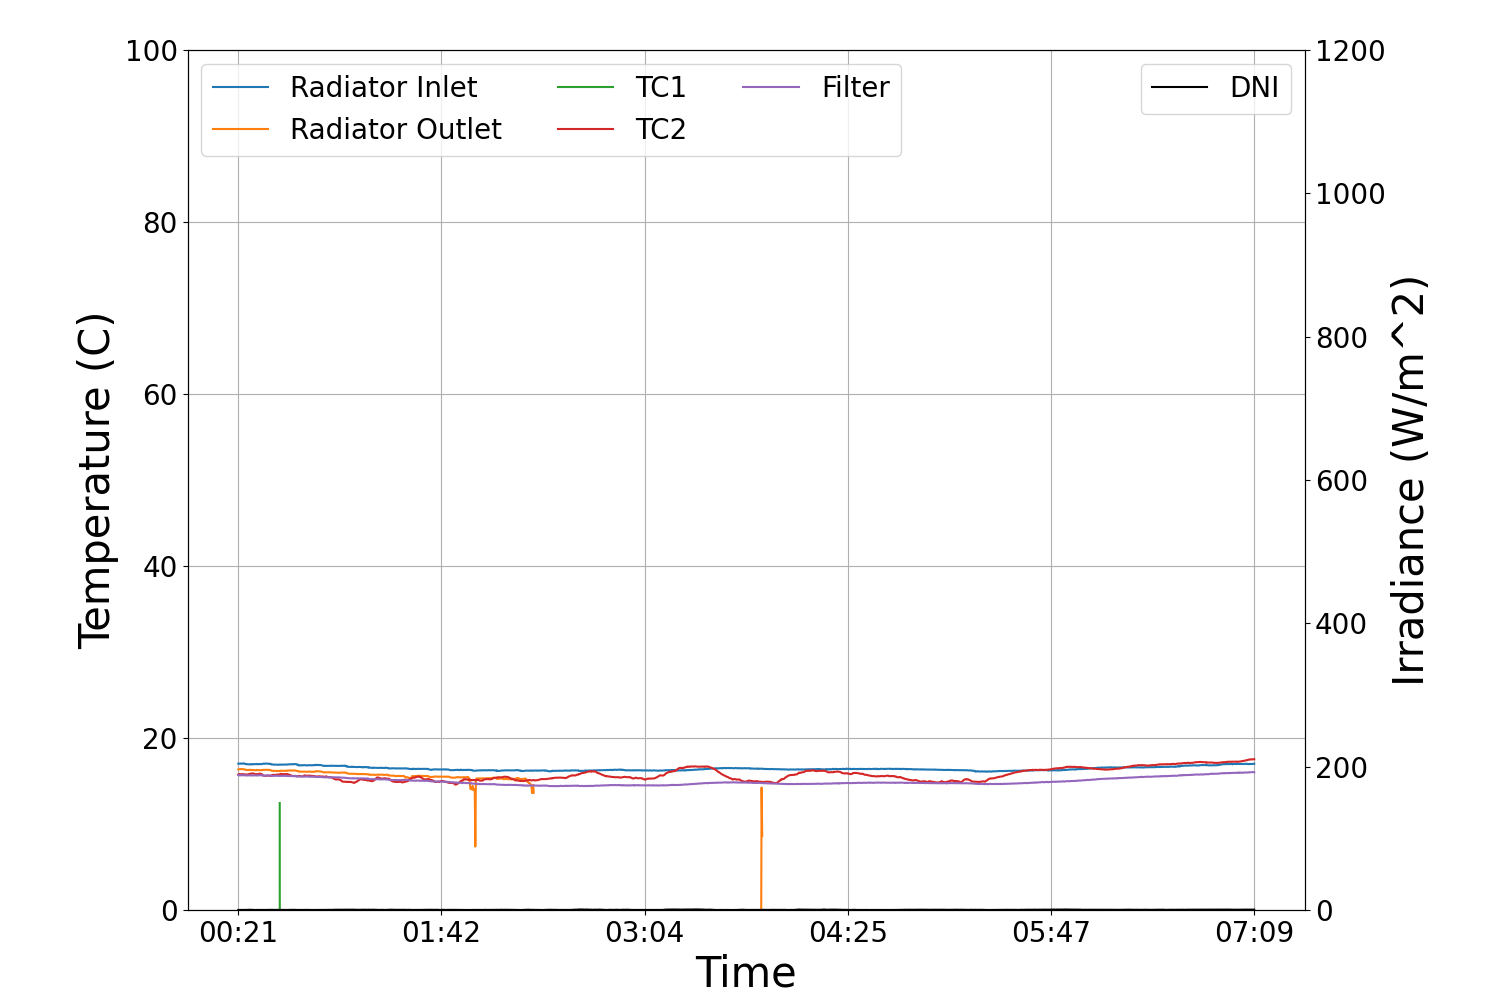 100
80
60
40
20
0
1200
1000
800
600
400
200
0
Radiator Inlet
Radiator Outlet
TC1
TC2
Filter
DNI
Temperature (C)
Irradiance (W/m^2)
00:21 01:42 03:04 04:25 05:47 07:09
Time